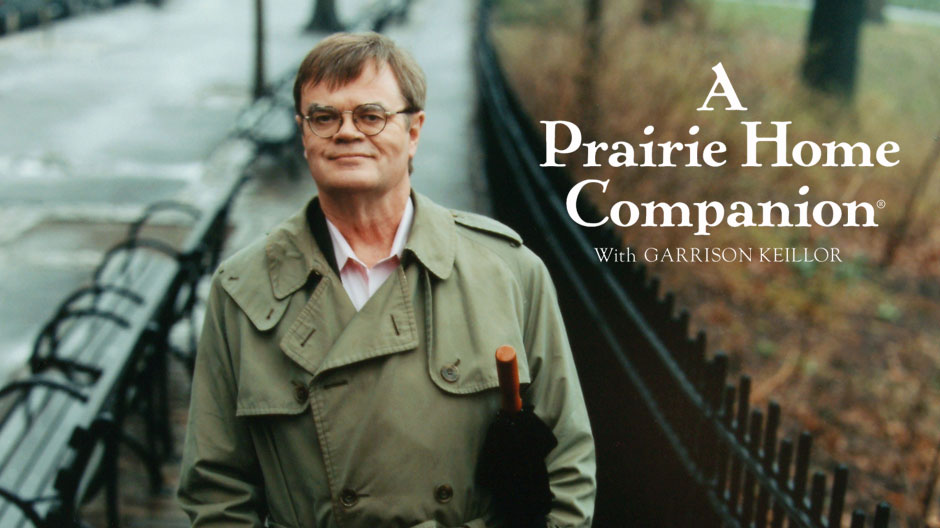 A
Prairie Home
Companion®
With GARRISON KEILLOR